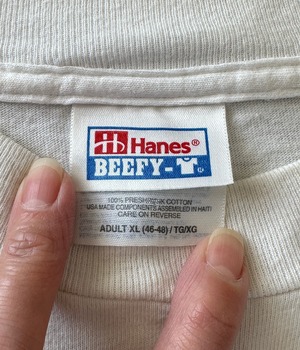 Hanes®
BEEFY-T®
100% PRESHRUNK COTTON
USA MADE COMPONENTS ASSEMBLED IN HAITI
CARE ON REVERSE
ADULT XL (46-48) / TG/XG